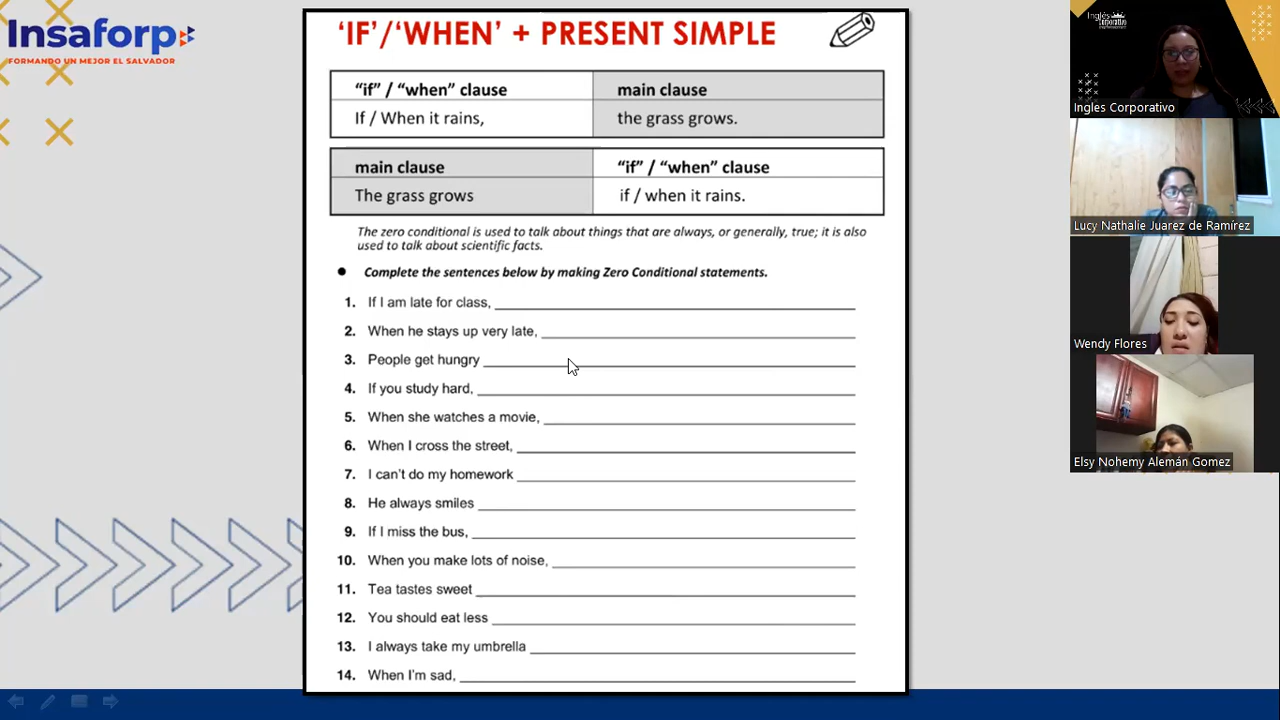 Insaforp
FORMANDO UN MEJOR EL SALVADOR
'IF'/'WHEN' + PRESENT SIMPLE
"if" / "when" clause
main clause
If / When it rains,
the grass grows.
main clause
"if" / "when" clause
The grass grows
if / when it rains.
The zero conditional is used to talk about things that are always, or generally, true; it is also
used to talk about scientific facts.
Complete the sentences below by making Zero Conditional statements.
1. If I am late for class, 
2. When he stays up very late, 
3. People get hungry 
4. If you study hard, 
5. When she watches a movie, 
6. When I cross the street, 
7. I can't do my homework 
8. He always smiles 
9. If I miss the bus, 
10. When you make lots of noise, 
11. Tea tastes sweet 
12. You should eat less 
13. I always take my umbrella 
14. When I'm sad, 
Inglés
Corporativo
Ingles Corporativo
Lucy Nathalie Juarez de Ramírez
Wendy Flores
Elsy Nohemy Alemán Gomez